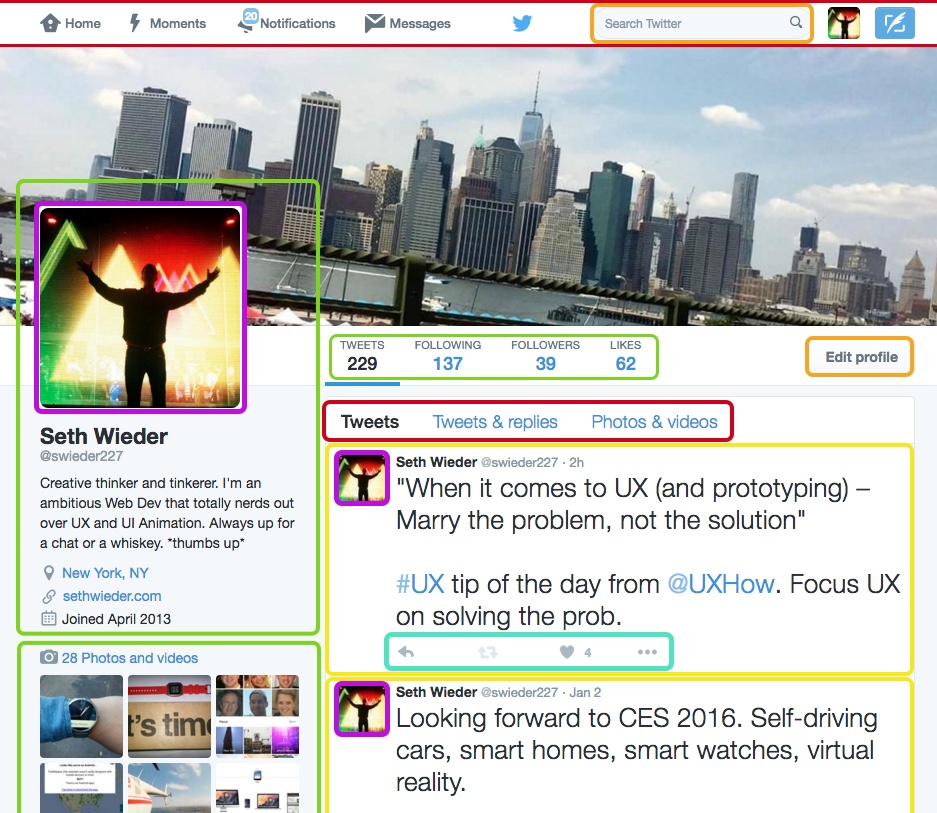 Home
Moments
20
Notifications
Messages
Search Twitter
TWEETS
229
FOLLOWING
137
FOLLOWERS
39
LIKES
62
Edit profile
Seth Wieder
@swieder227
Creative thinker and tinkerer. I'm an
ambitious Web Dev that totally nerds out
over UX and UI Animation. Always up for
a chat or a whiskey. *thumbs up*
New York, NY
sethwieder.com
Joined April 2013
28 Photos and videos
t's time
Tweets
Tweets & replies
Photos & videos
Seth Wieder @swieder227 · 2h
"When it comes to UX (and prototyping) –
Marry the problem, not the solution"
#UX tip of the day from @UXHow. Focus UX
on solving the prob.
4
Seth Wieder @swieder227 · Jan 2
Looking forward to CES 2016. Self-driving
cars, smart homes, smart watches, virtual
reality.